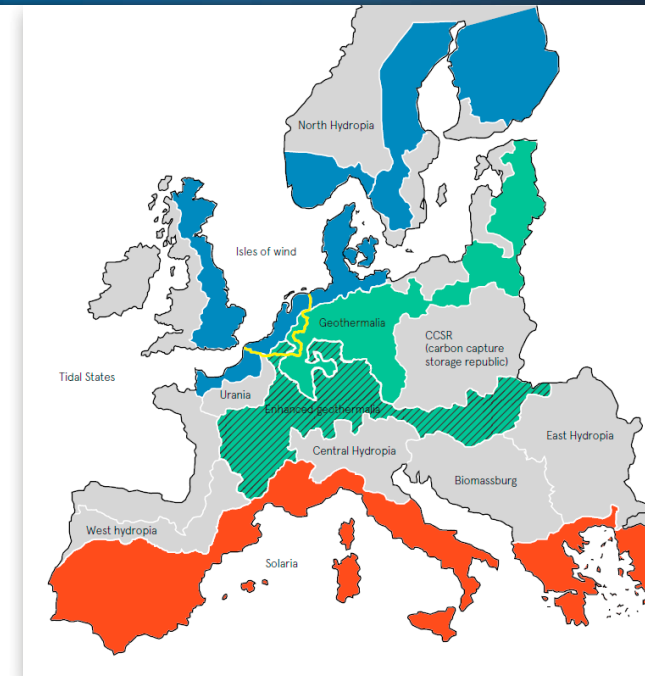 North Hydropia
Isles of wind
Geothermalia
CCSR
(carbon capture
storage republic)
Tidal States
Urania
Enhanced geothermalia
East Hydropia
Central Hydropia
Biomassburg
West hydropia
Solaria